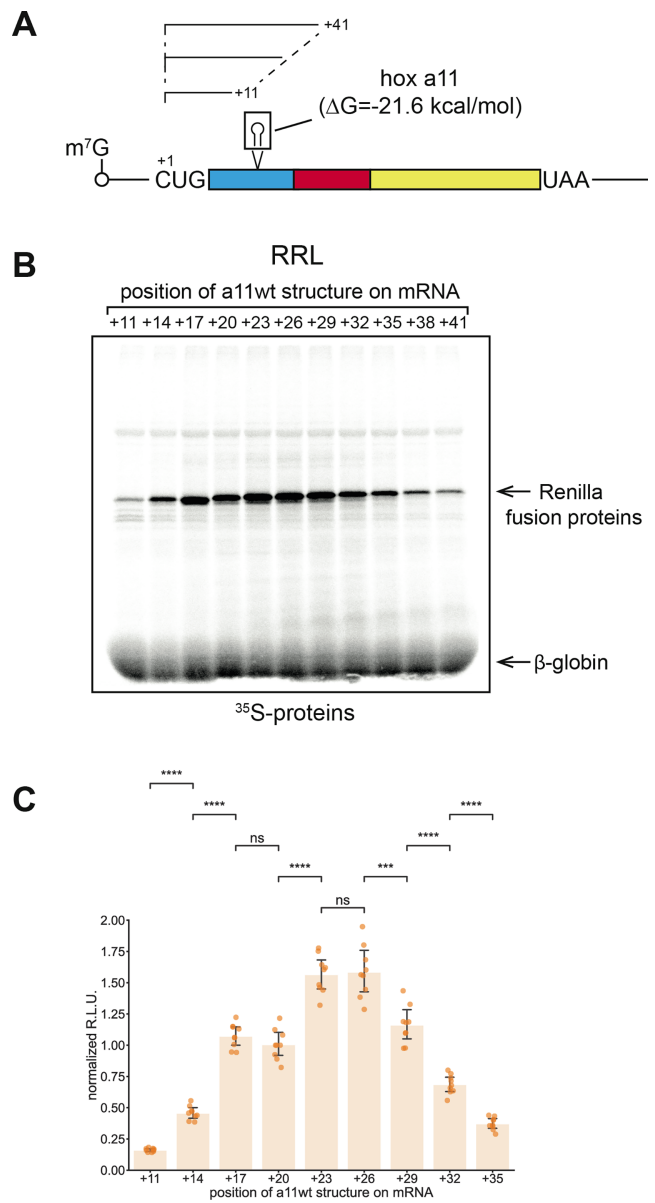 A
+41
+11
hox a11
(ΔG=-21.6 kcal/mol)
m⁷G
+1
CUG
UAA
B
RRL
position of a11wt structure on mRNA
+11 +14 +17 +20 +23 +26 +29 +32 +35 +38 +41
Renilla
fusion proteins
β-globin
³⁵S-proteins
C
****
****
****
****
ns
****
***
ns
2.00
1.75
1.50
1.25
1.00
0.75
0.50
0.25
0.00
normalized R.L.U.
+11 +14 +17 +20 +23 +26 +29 +32 +35
position of a11wt structure on mRNA